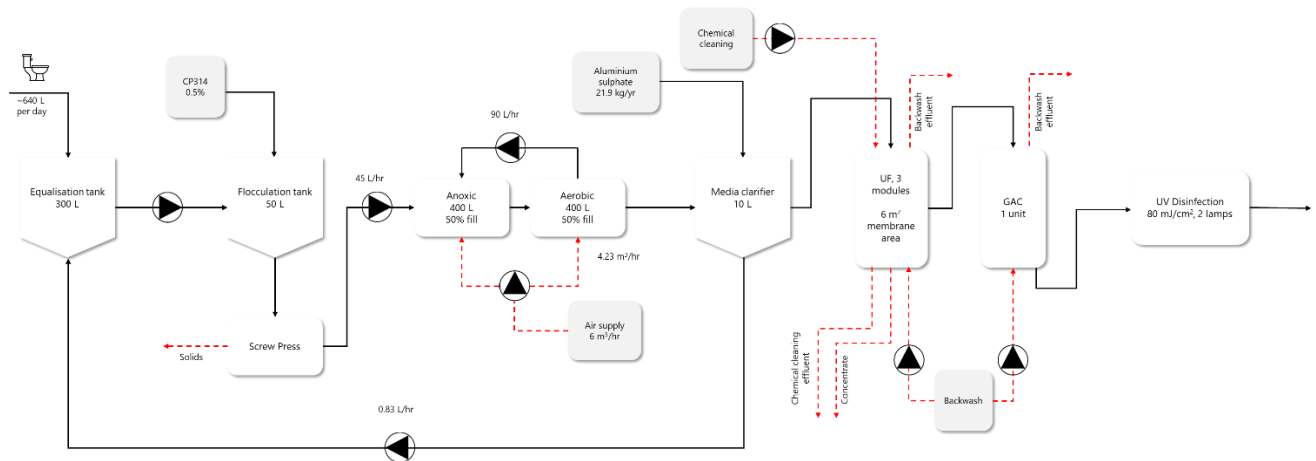 ~640 L
per day
Equalisation tank
300 L
CP314
0.5%
Flocculation tank
50 L
Solids
Screw Press
45 L/hr
90 L/hr
Anoxic
400 L
50% fill
Aerobic
400 L
50% fill
4.23 m³/hr
Air supply
6 m³/hr
0.83 L/hr
Aluminium
sulphate
21.9 kg/yr
Media clarifier
10 L
Chemical
cleaning
Backwash
effluent
UF, 3
modules
6 m²
membrane
area
Chemical cleaning
effluent
Concentrate
Backwash
Backwash
effluent
GAC
1 unit
UV Disinfection
80 mJ/cm², 2 lamps